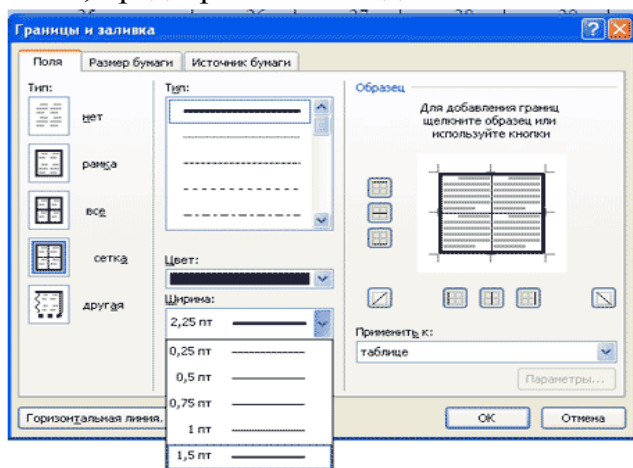 Границы и заливка
Поля
Размер бумаги
Источник бумаги
Тип:
нет
рамка
все
сетка
другая
Тип:
Цвет:
Ширина:
2,25 пт
0,25 пт
0,5 пт
0,75 пт
1 пт
1,5 пт
Образец
Для добавления границ
щелкните образец или
используйте кнопки
Применить к:
таблице
Параметры...
Горизонтальная линия.
ОК
Отмена